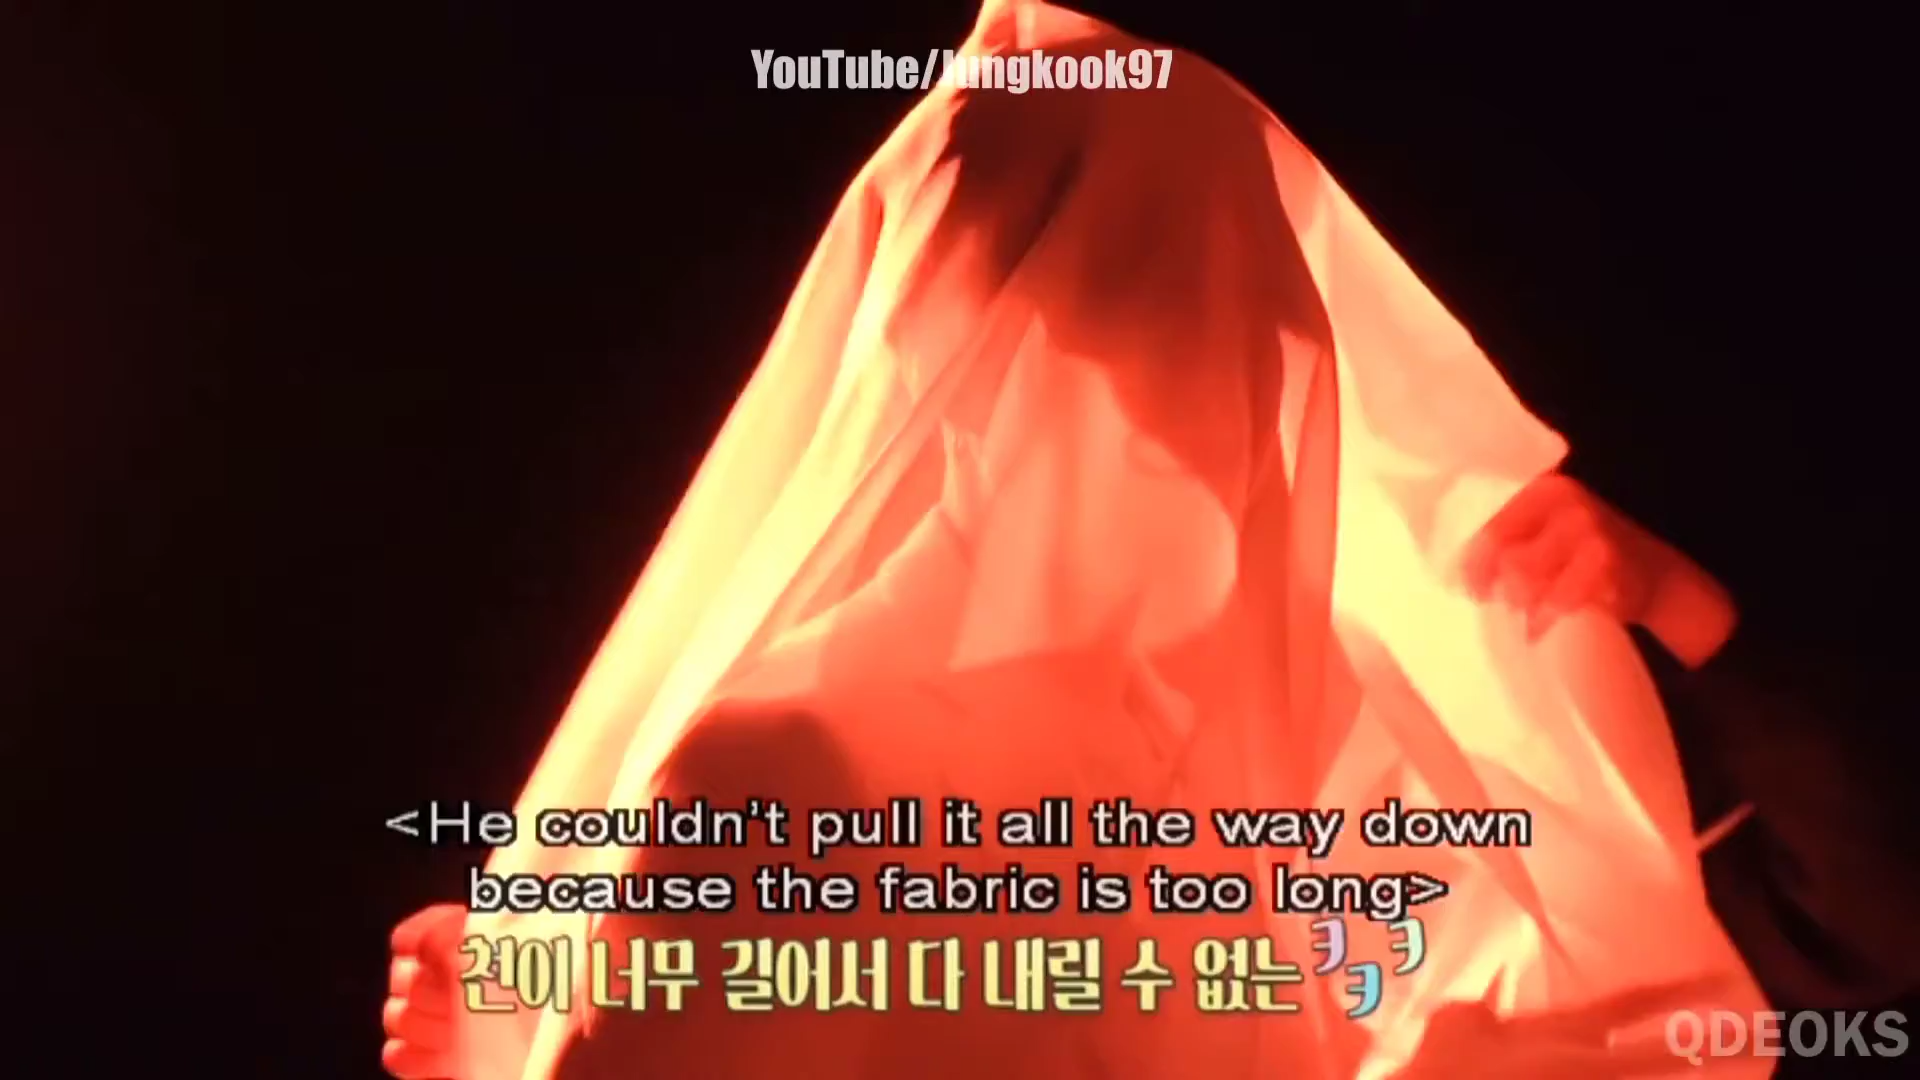 YouTube/Jungkook97
<He couldn't pull it all the way down
because the fabric is too long>
천이 너무 길어서 다 내릴 수 없는 ㅋㅋㅋ
QDEOKS